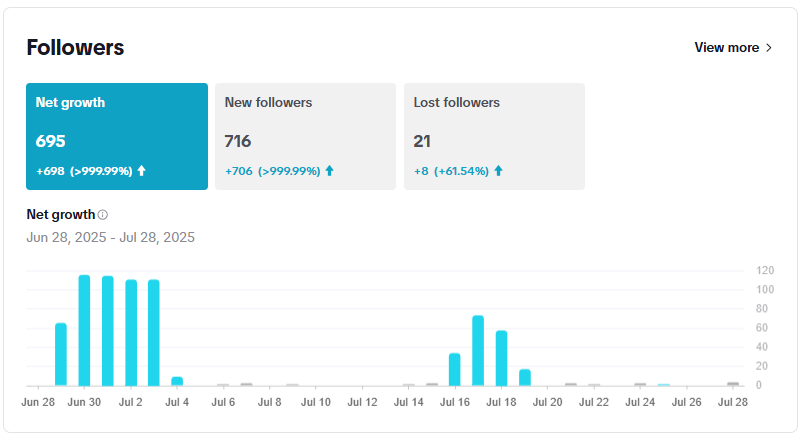 Followers
View more >
Net growth
New followers
Lost followers
695
716
21
+698 (>999.99%)
+706 (>999.99%)
+8 (+61.54%)
Net growth
Jun 28, 2025 - Jul 28, 2025
120
100
80
60
40
20
0
Jun 28 Jun 30 Jul 2 Jul 4 Jul 6 Jul 8 Jul 10 Jul 12 Jul 14 Jul 16 Jul 18 Jul 20 Jul 22 Jul 24 Jul 26 Jul 28